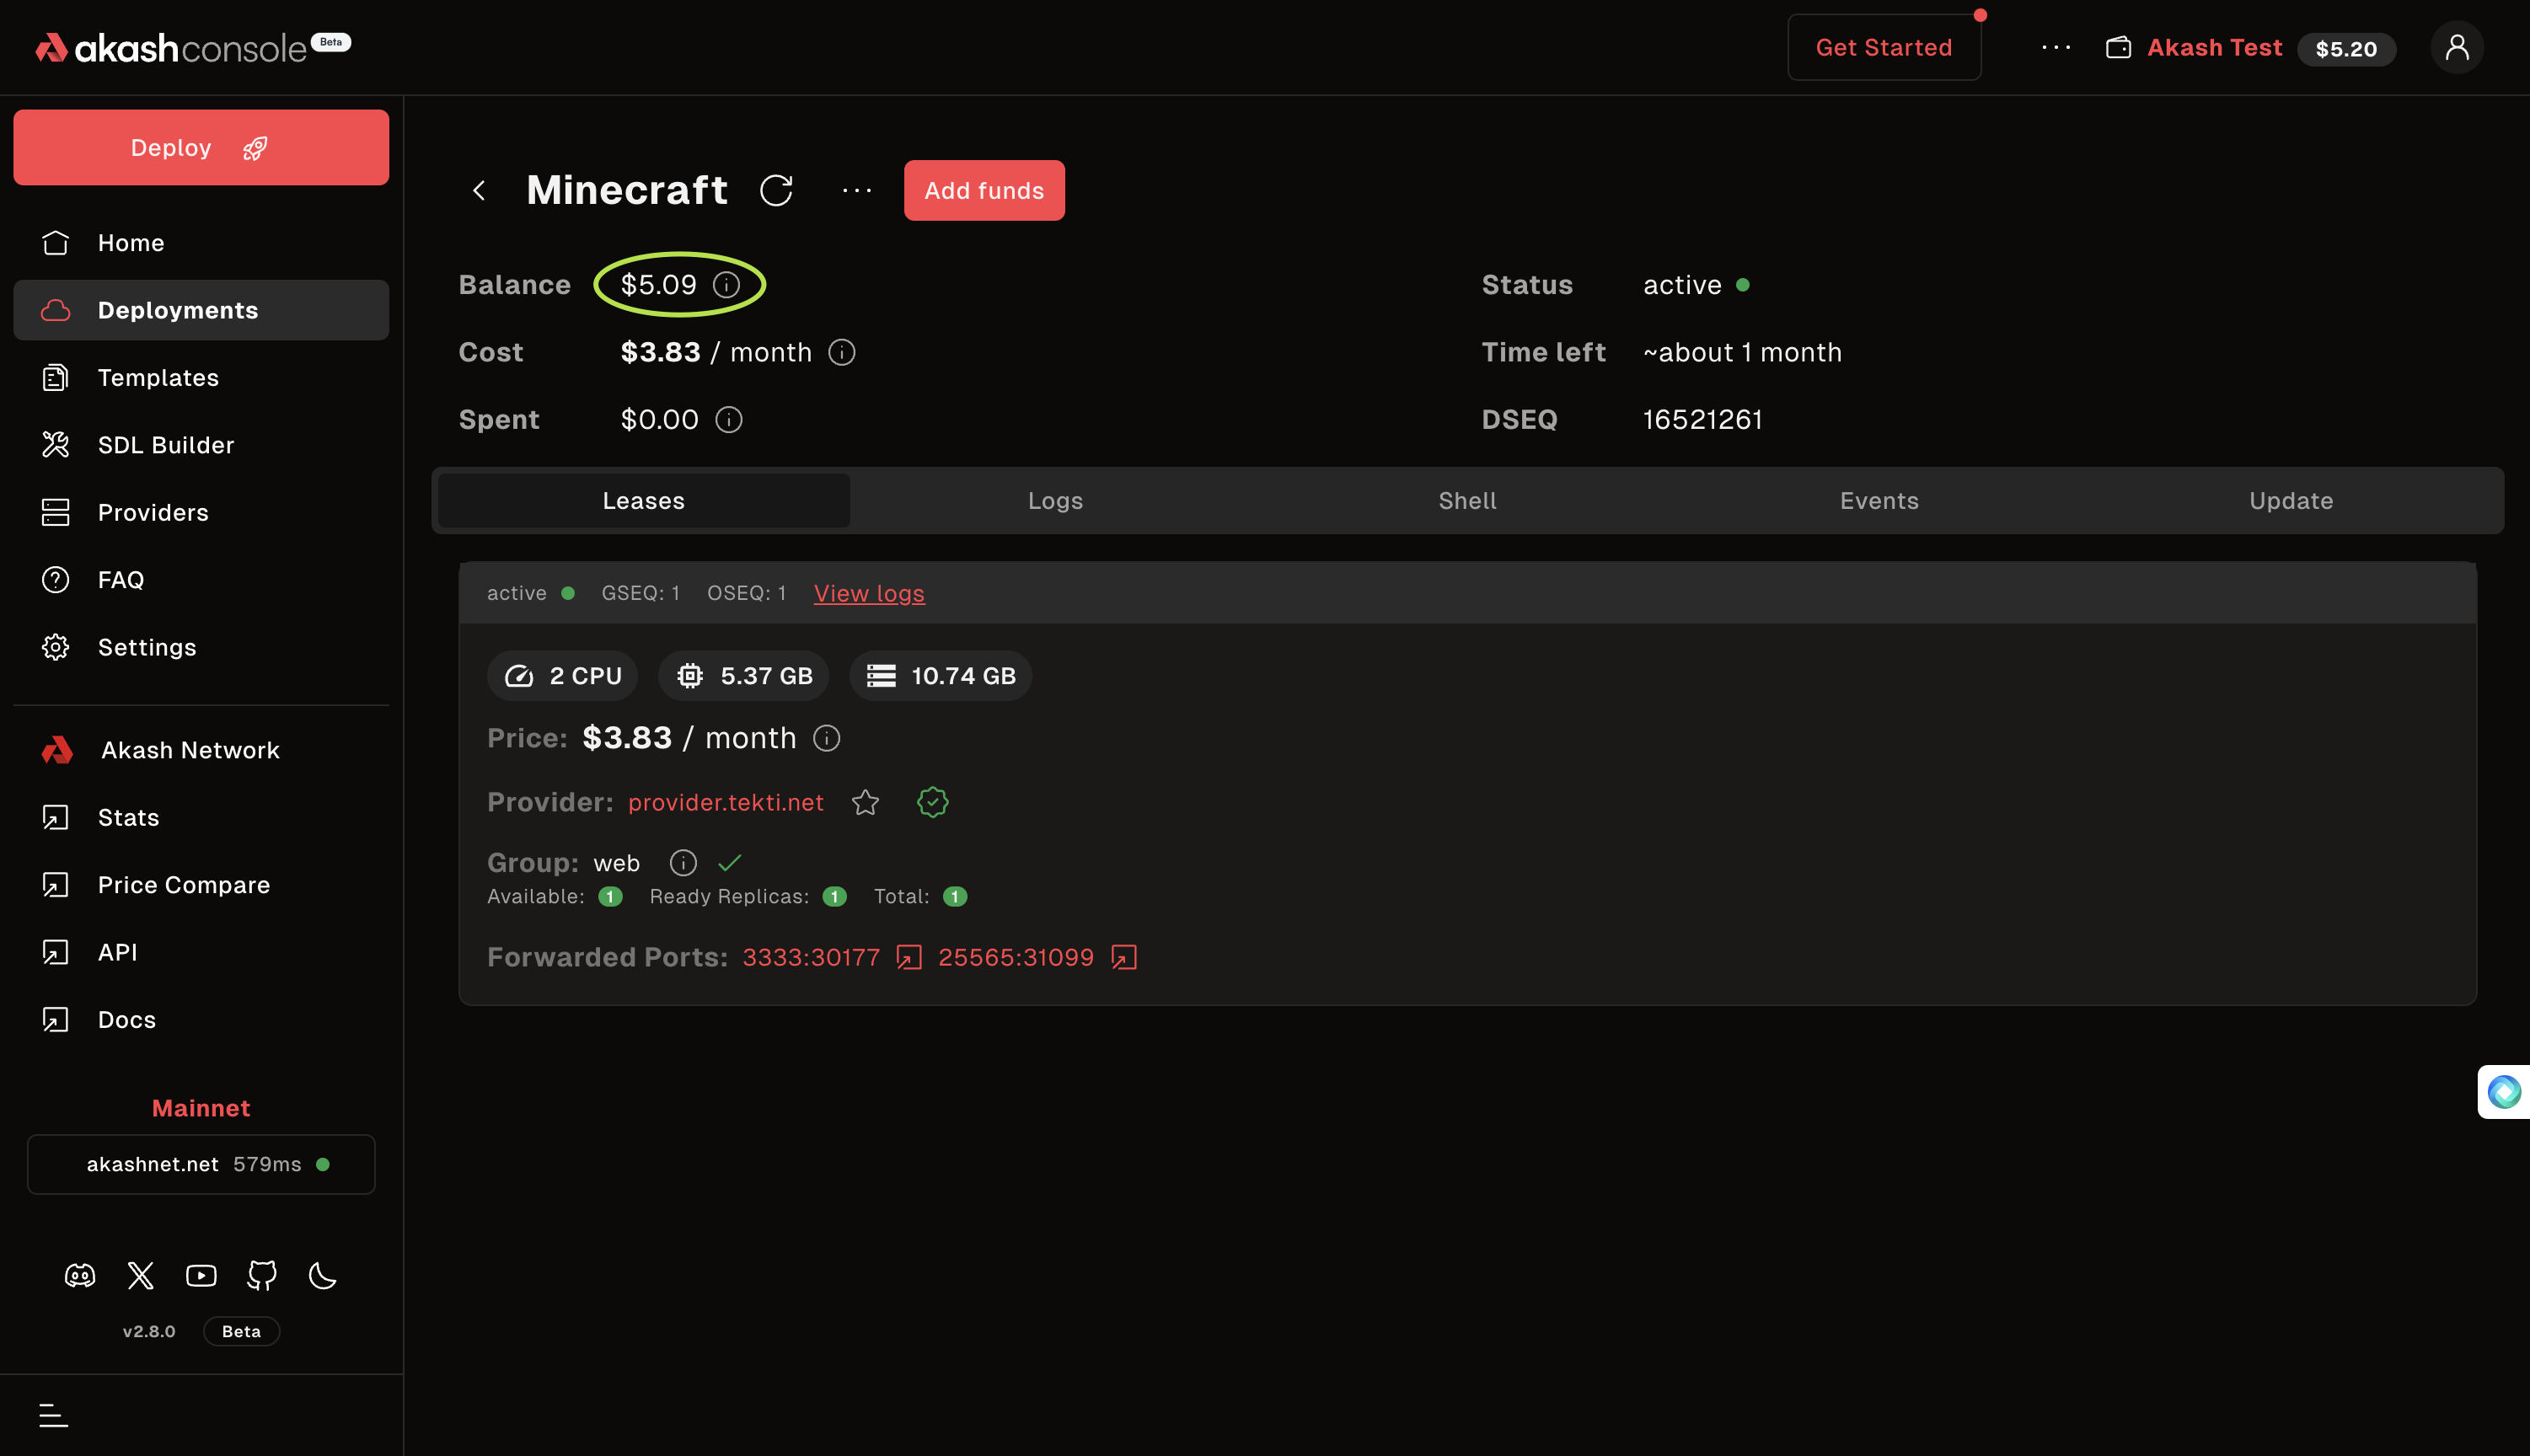 akashconsole Beta
Get Started
Akash Test $5.20
Deploy
Home
Deployments
Templates
SDL Builder
Providers
FAQ
Settings
Akash Network
Stats
Price Compare
API
Docs
Mainnet
akashnet.net 579ms
v2.8.0 Beta
Minecraft
Add funds
Balance $5.09
Cost $3.83 / month
Spent $0.00
Status active
Time left ~about 1 month
DSEQ 16521261
Leases Logs Shell Events Update
active GSEQ: 1 OSEQ: 1 View logs
2 CPU 5.37 GB 10.74 GB
Price: $3.83 / month
Provider: provider.tekti.net
Group: web
Available: 1 Ready Replicas: 1 Total: 1
Forwarded Ports: 3333:30177 25565:31099